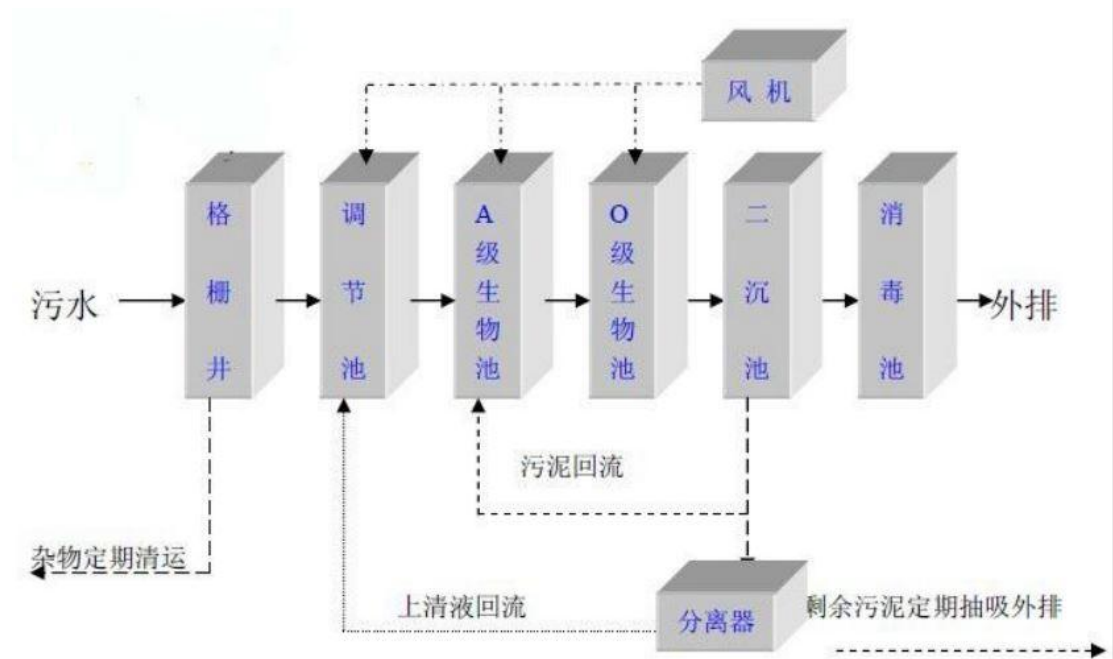 风机
格栅井
调节池
A级生物池
O级生物池
二沉池
消毒池
污水
外排
污泥回流
杂物定期清运
上清液回流
分离器
剩余污泥定期抽吸外排